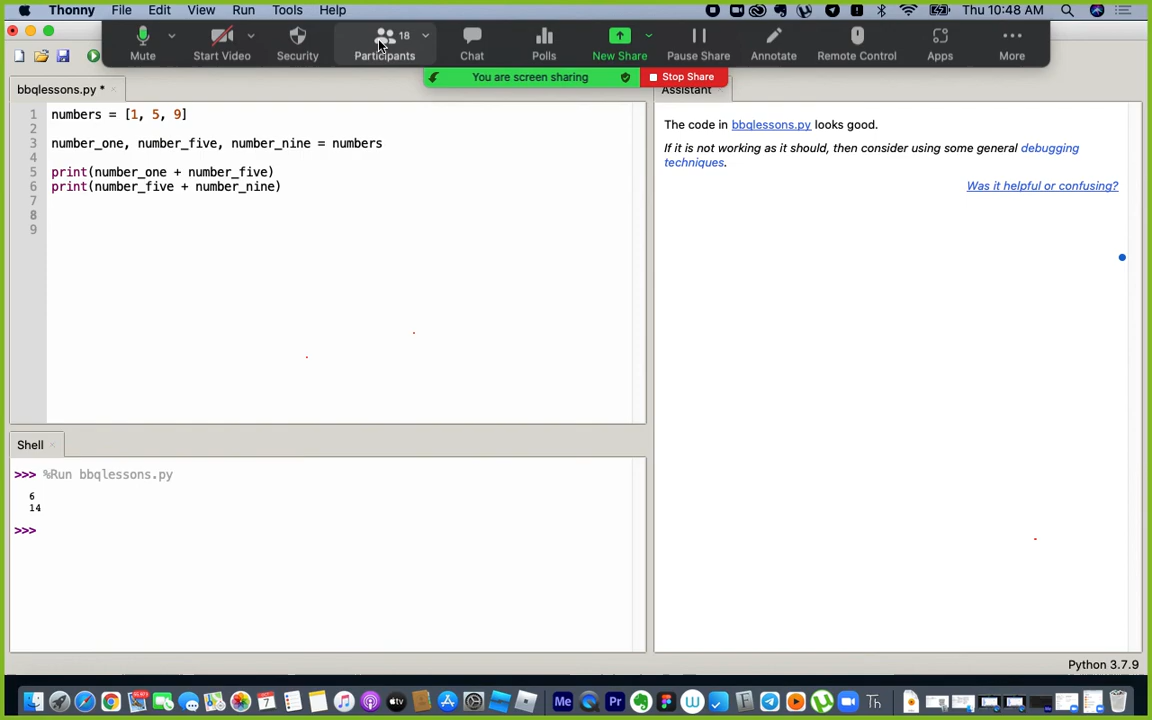 Thonny File Edit View Run Tools Help Thu 10:48 AM
Mute Start Video Security Participants 18 Chat Polls New Share Pause Share Annotate Remote Control Apps More
You are screen sharing Stop Share
bbqlessons.py *
1 numbers = [1, 5, 9]
2
3 number_one, number_five, number_nine = numbers
4
5 print(number_one + number_five)
6 print(number_five + number_nine)
7
8
9
Shell
>>> %Run bbqlessons.py
6
14
>>>
Assistant
The code in bbqlessons.py looks good.
If it is not working as it should, then consider using some general debugging
techniques.
Was it helpful or confusing?
Python 3.7.9